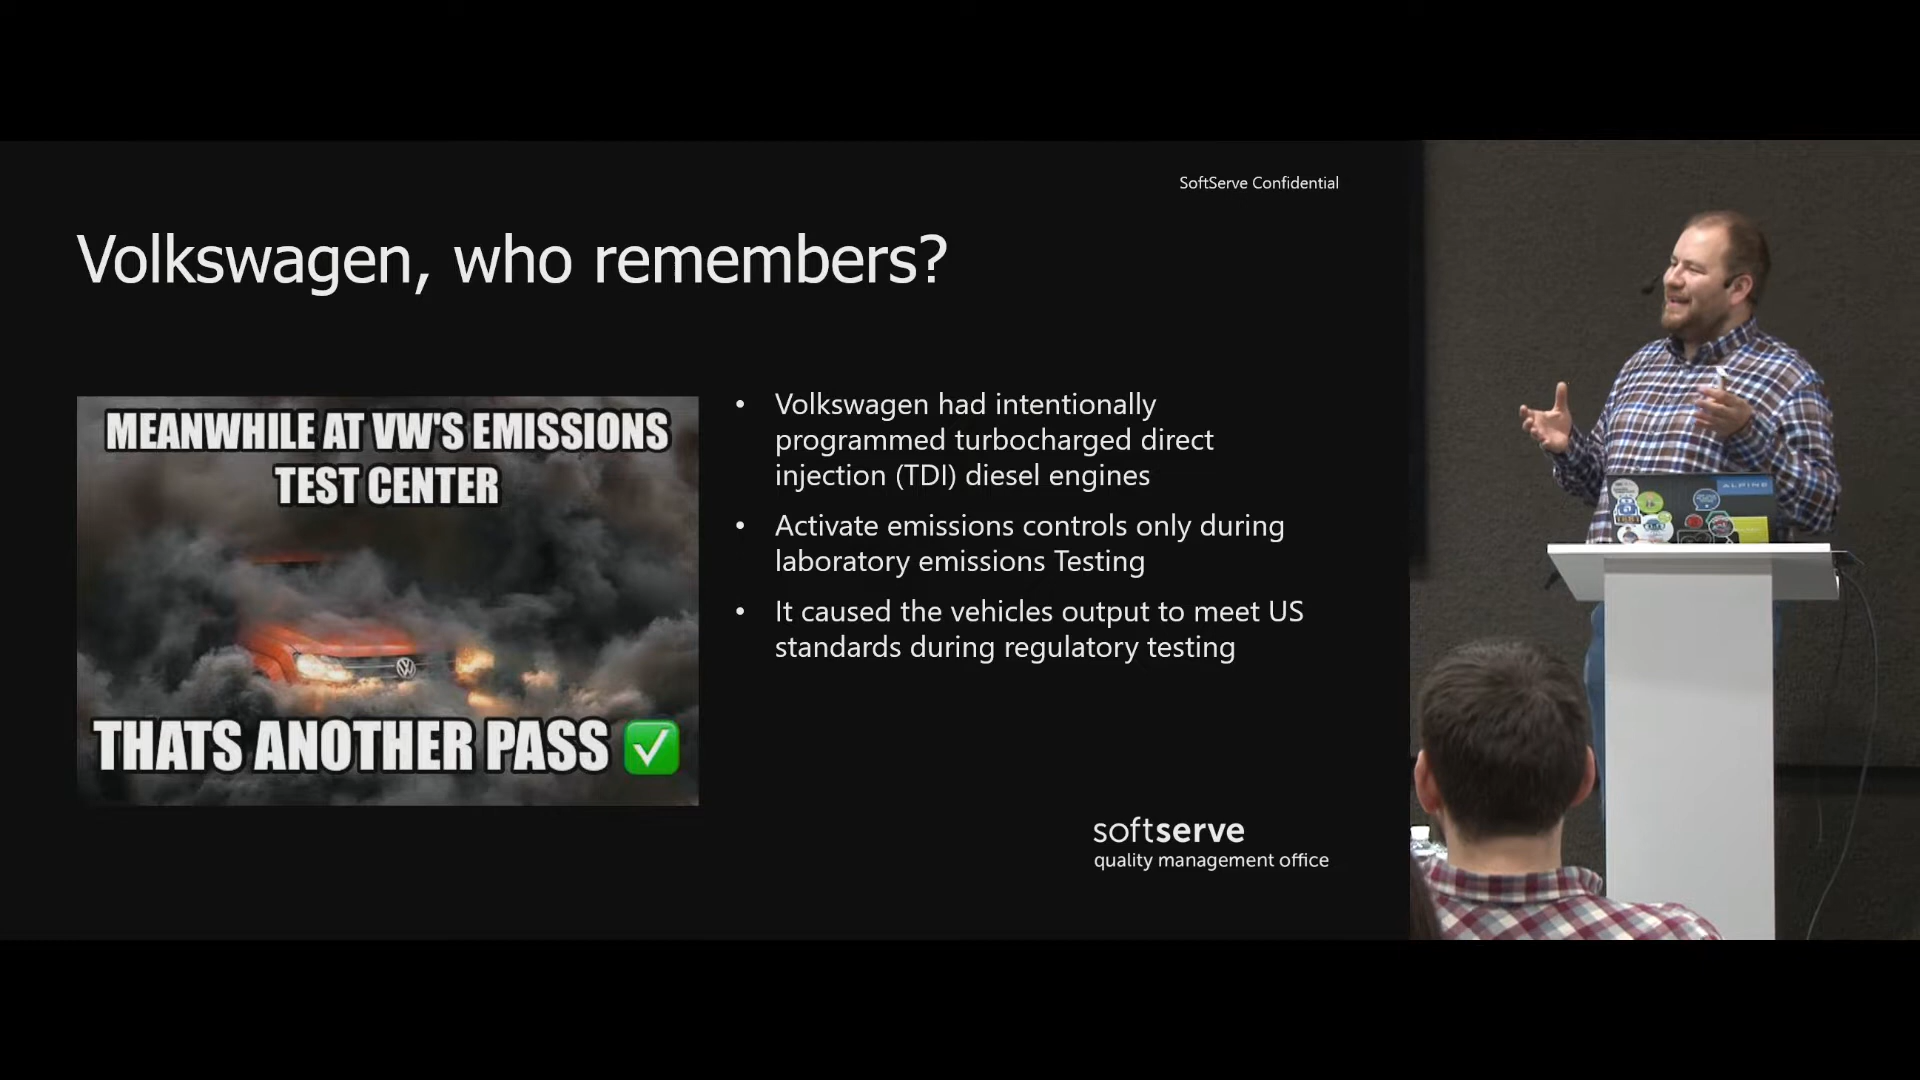 SoftServe Confidential
Volkswagen, who remembers?
MEANWHILE AT VW'S EMISSIONS
TEST CENTER
THATS ANOTHER PASS ✅
• Volkswagen had intentionally
programmed turbocharged direct
injection (TDI) diesel engines
• Activate emissions controls only during
laboratory emissions Testing
• It caused the vehicles output to meet US
standards during regulatory testing
softserve
quality management office
ALPINE